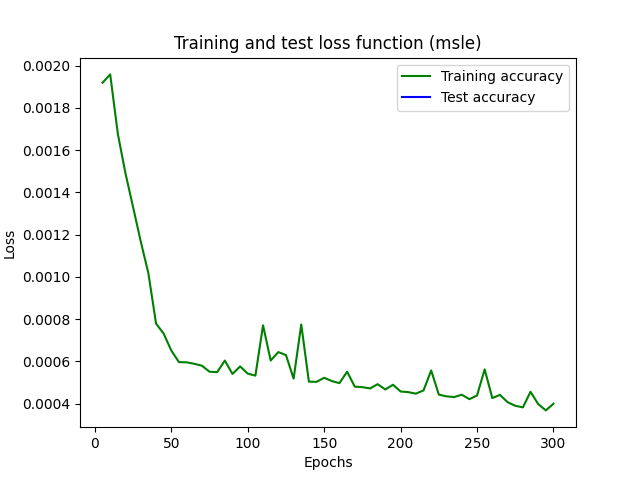 Training and test loss function (msle)
Training accuracy
Test accuracy
0.0020
0.0018
0.0016
0.0014
0.0012
0.0010
0.0008
0.0006
0.0004
Loss
0 50 100 150 200 250 300
Epochs